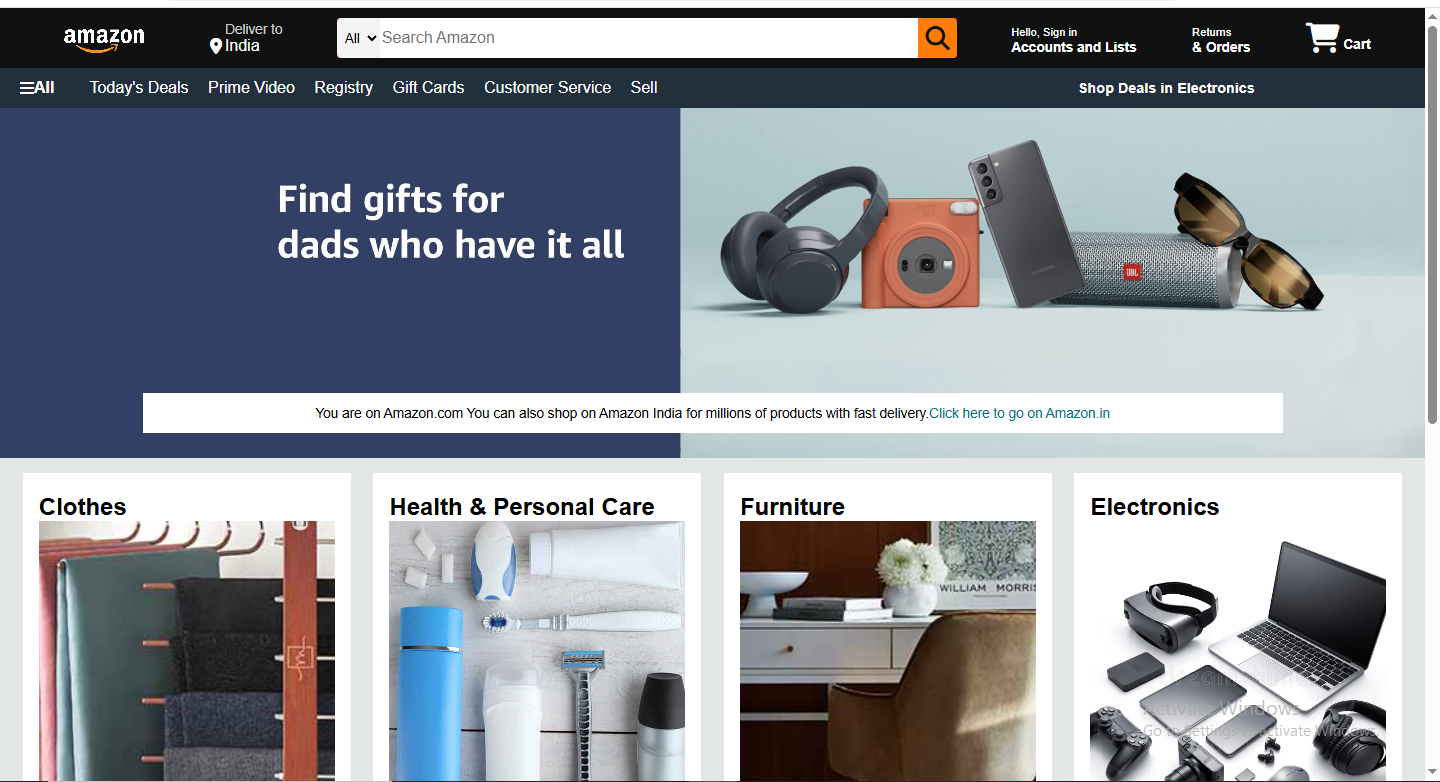 amazon
Deliver to
India
All
Search Amazon
Hello, Sign in
Accounts and Lists
Returns
& Orders
Cart
All
Today's Deals
Prime Video
Registry
Gift Cards
Customer Service
Sell
Shop Deals in Electronics
Find gifts for
dads who have it all
SAMSUNG
JBL
You are on Amazon.com You can also shop on Amazon India for millions of products with fast delivery.Click here to go on Amazon.in
Clothes
Health & Personal Care
Furniture
Electronics
WILLIAM MORRIS
Activate Windows
Go to Settings to activate Windows.